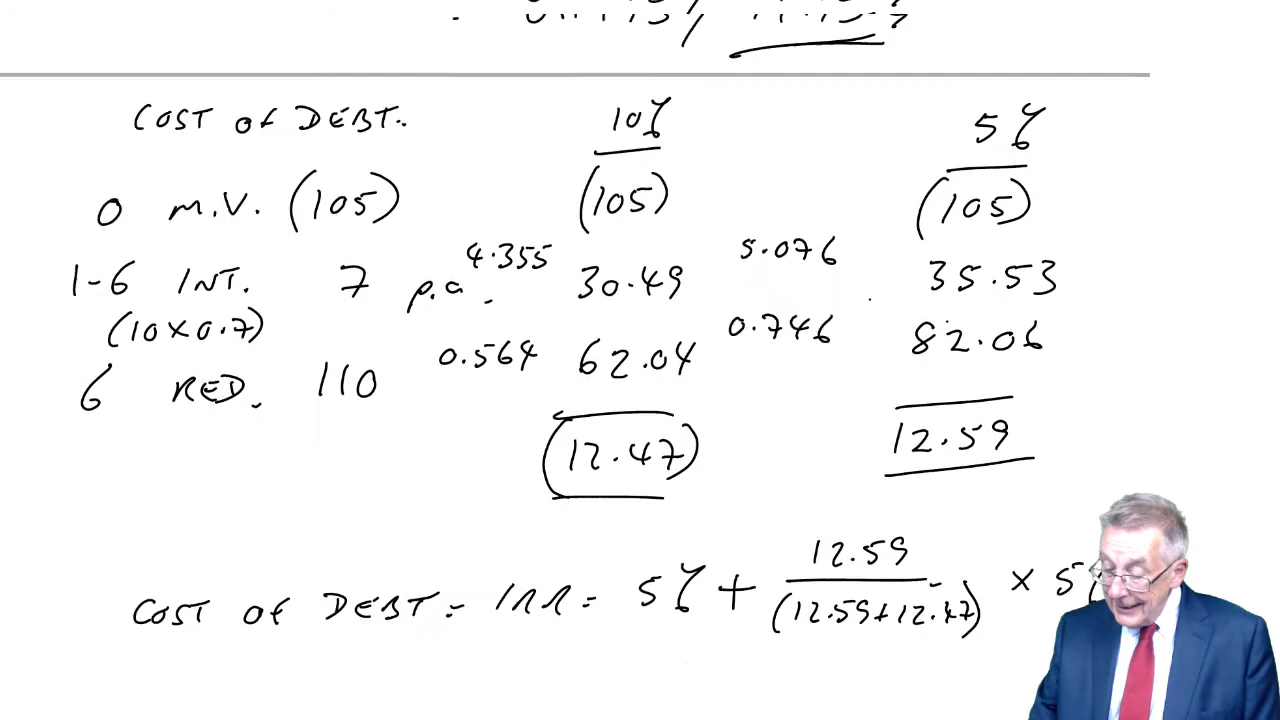 COST OF DEBT. 10% 5%
0 M.V. (105) (105) (105)
1-6 INT. 7 p.a. 4.355 30.49 5.076 35.53
(10 x 0.7)
6 RED. 110 0.564 62.04 0.746 82.06
(12.47) 12.59
COST OF DEBT = IRR = 5% + 12.59 / (12.59+12.47) x 5%